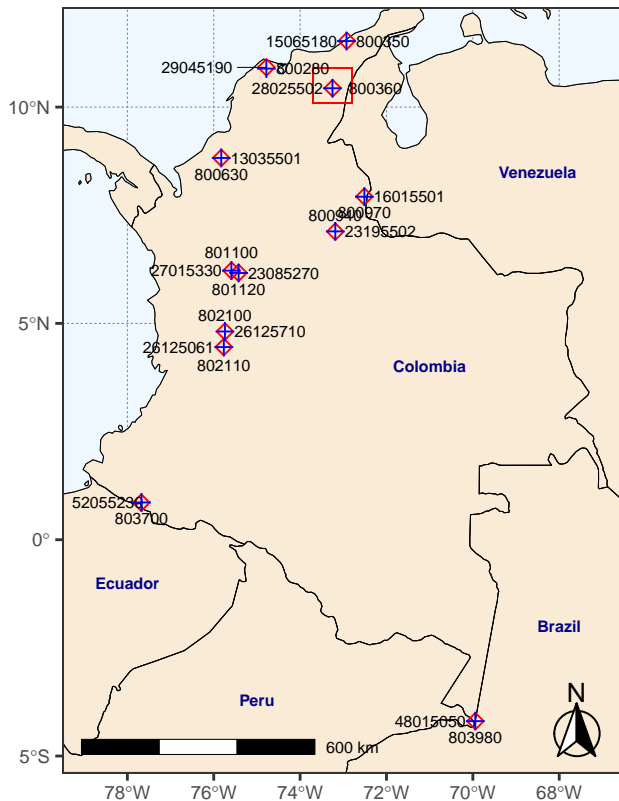 15065180 800350
29045190 800280
28025502 800360
10°N
13035501
800630
Venezuela
16015501
800970
800940
23195502
801100
27015330 23085270
801120
5°N
802100
26125710
26125061
802110
Colombia
52055230
803700
0°
Ecuador
Brazil
Peru
N
48015050
803980
600 km
5°S
78°W 76°W 74°W 72°W 70°W 68°W